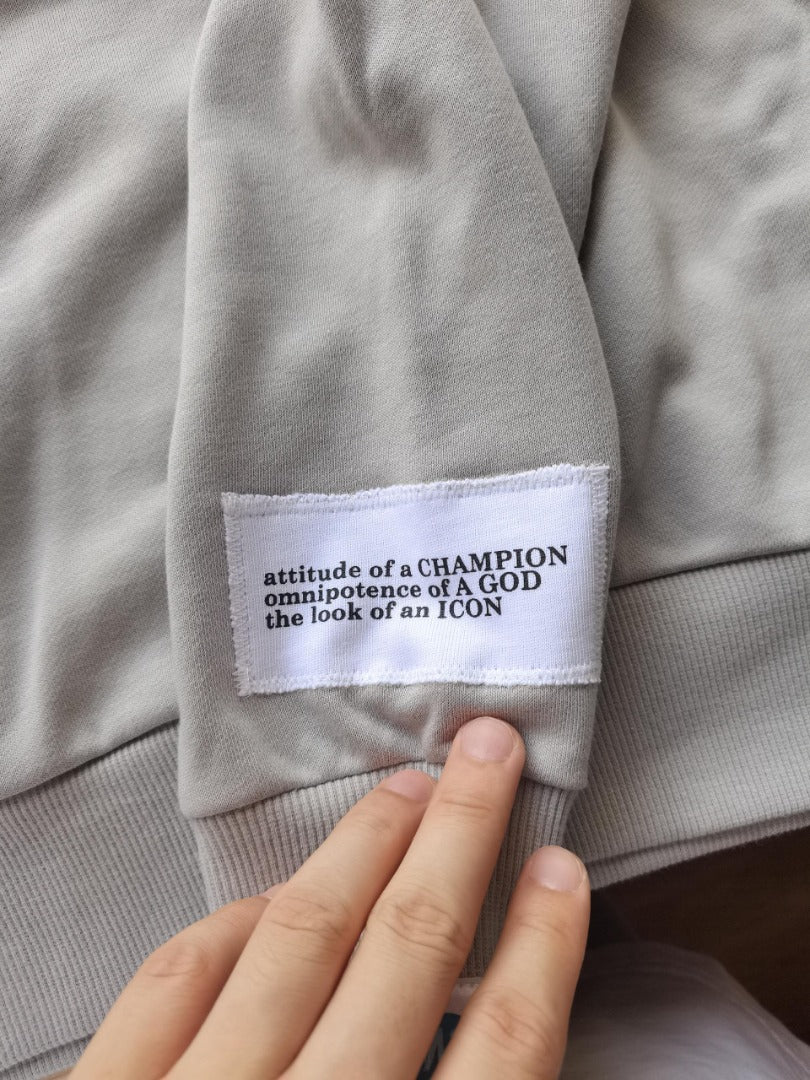 attitude of a CHAMPION
omnipotence of A GOD
the look of an ICON